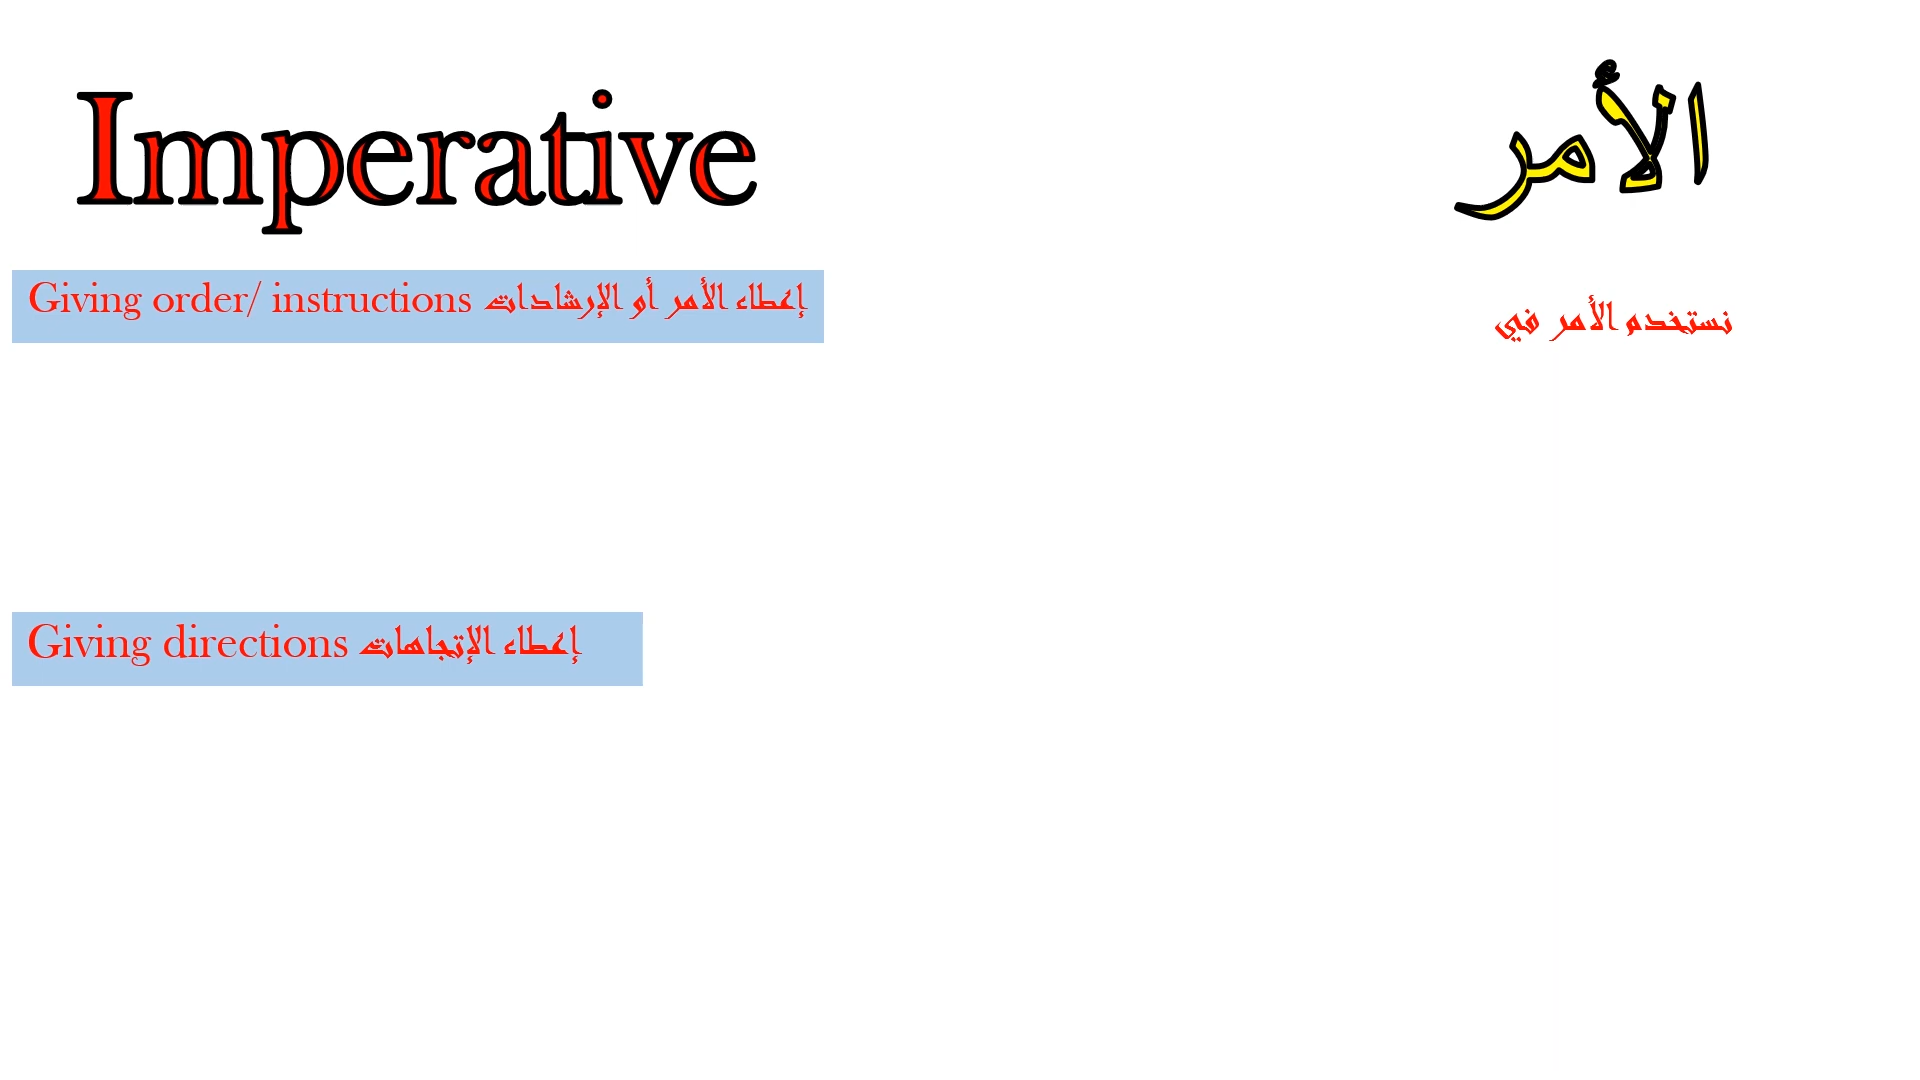 Imperative
الأمر
Giving order/ instructions إعطاء الأمر أو الإرشادات
نستخدم الأمر في
Giving directions إعطاء الإتجاهات